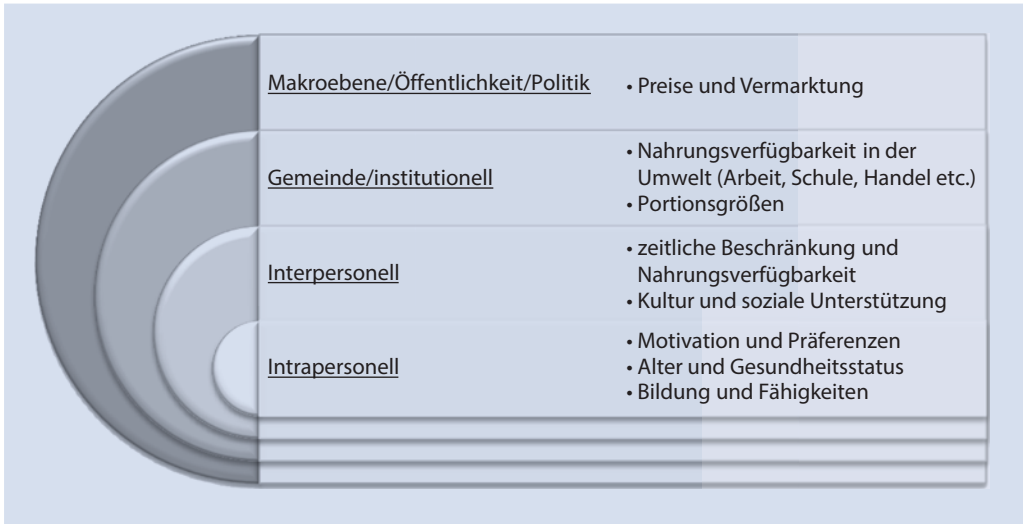 Makroebene/Öffentlichkeit/Politik
• Preise und Vermarktung
Gemeinde/institutionell
• Nahrungsverfügbarkeit in der
Umwelt (Arbeit, Schule, Handel etc.)
• Portionsgrößen
Interpersonell
• zeitliche Beschränkung und
Nahrungsverfügbarkeit
• Kultur und soziale Unterstützung
Intrapersonell
• Motivation und Präferenzen
• Alter und Gesundheitsstatus
• Bildung und Fähigkeiten